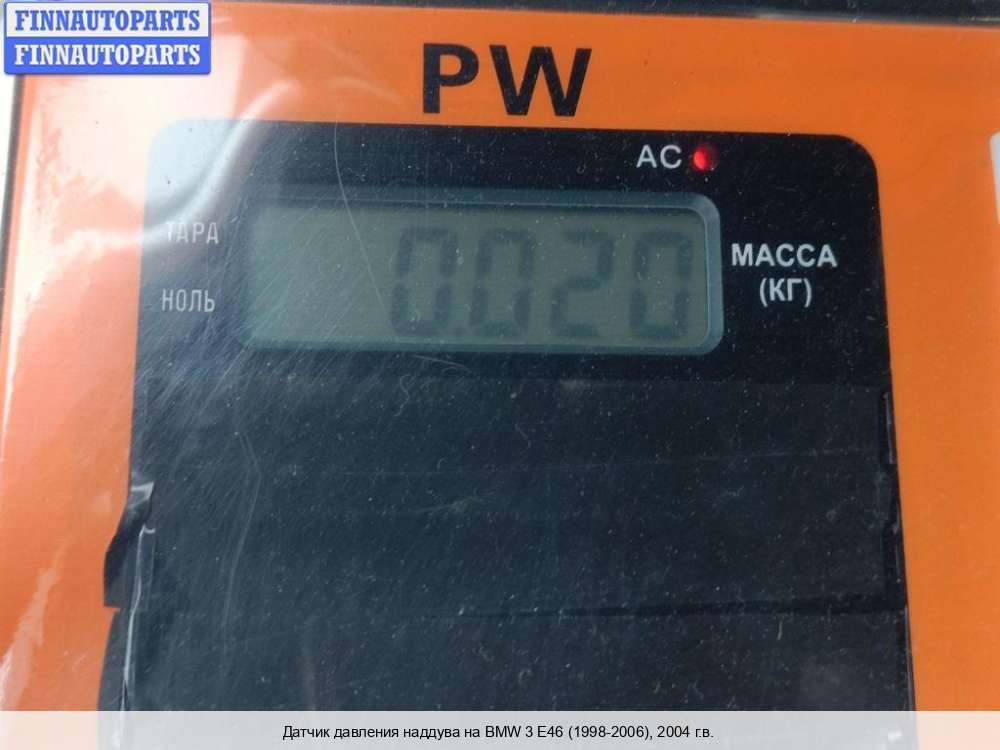 FINNAUTOPARTS
FINNAUTOPARTS
PW
AC
ТАРА
0.020
МАССА
(КГ)
НОЛЬ
Датчик давления наддува на BMW 3 E46 (1998-2006), 2004 г.в.